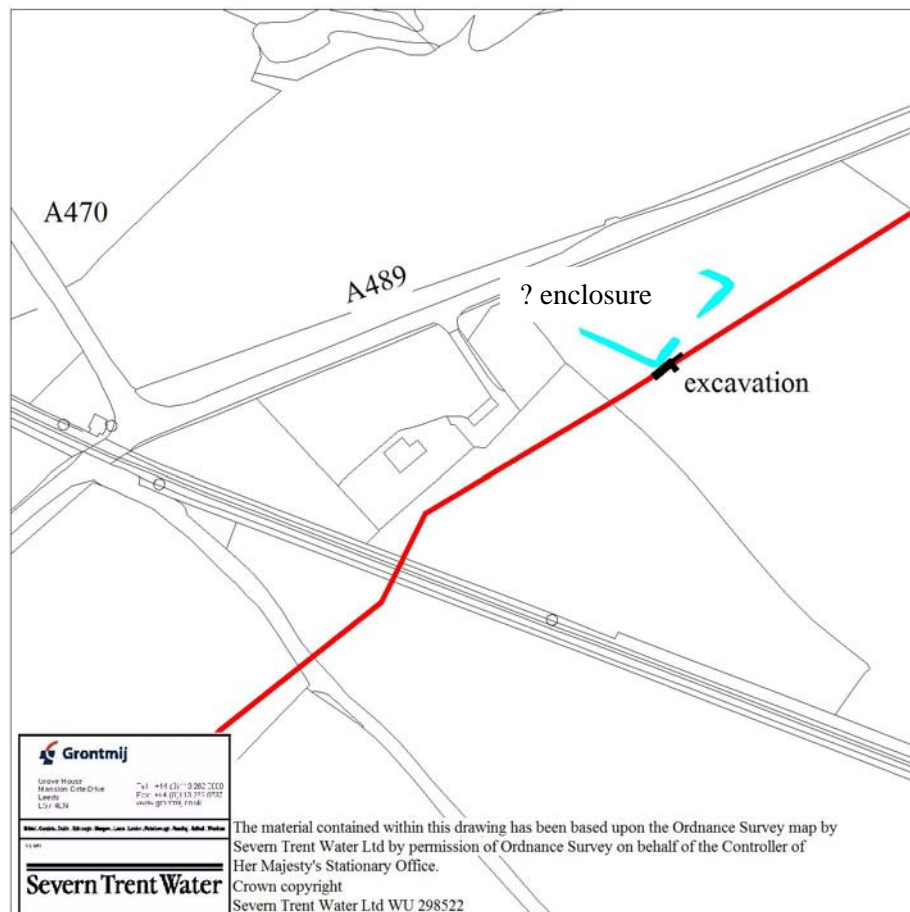 A470
A489
? enclosure
excavation
Grontmij
Grove House
Mansion Gate Drive
Leeds
The material contained within this drawing has been based upon the Ordnance Survey map by
Severn Trent Water Ltd by permission of Ordnance Survey on behalf of the Controller of
Her Majesty's Stationary Office.
Crown copyright
Severn Trent Water Ltd WU 298522
Severn Trent Water